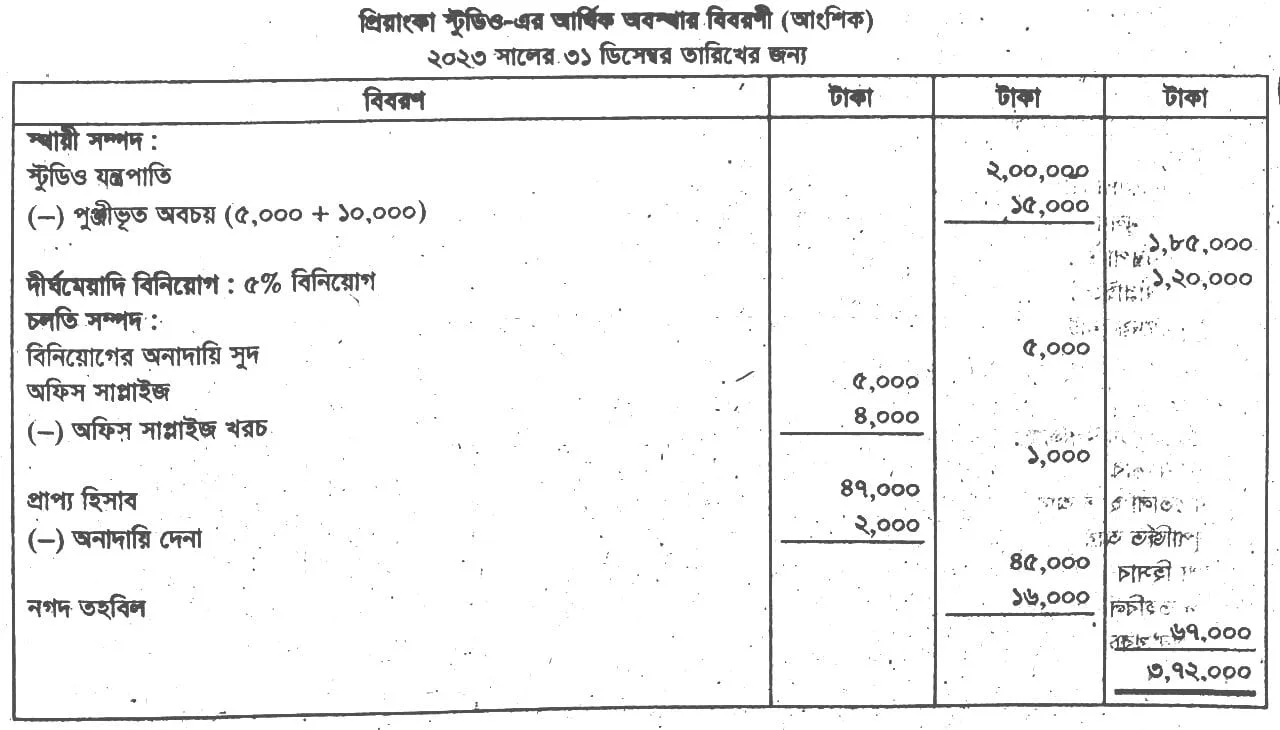 প্রিয়াংকা স্টুডিও-এর আর্থিক অবস্থার বিবরণী (আংশিক)
২০২৩ সালের ৩১ ডিসেম্বর তারিখের জন্য
বিবরণ টাকা টাকা টাকা
স্থায়ী সম্পদ :
স্টুডিও যন্ত্রপাতি ২,০০,০০০
(–) পুঞ্জীভূত অবচয় (৫,০০০ + ১০,০০০) ১৫,০০০
১,৮৫,০০০
দীর্ঘমেয়াদি বিনিয়োগ : ৫% বিনিয়োগ ১,২০,০০০
চলতি সম্পদ :
বিনিয়োগের অনাদায়ি সুদ ৫,০০০
অফিস সাপ্লাইজ ৫,০০০
(–) অফিস সাপ্লাইজ খরচ ৪,০০০
১,০০০
প্রাপ্য হিসাব ৪৭,০০০
(–) অনাদায়ি দেনা ২,০০০
৪৫,০০০
নগদ তহবিল ১৬,০০০
৬৭,০০০
৩,৭২,০০০